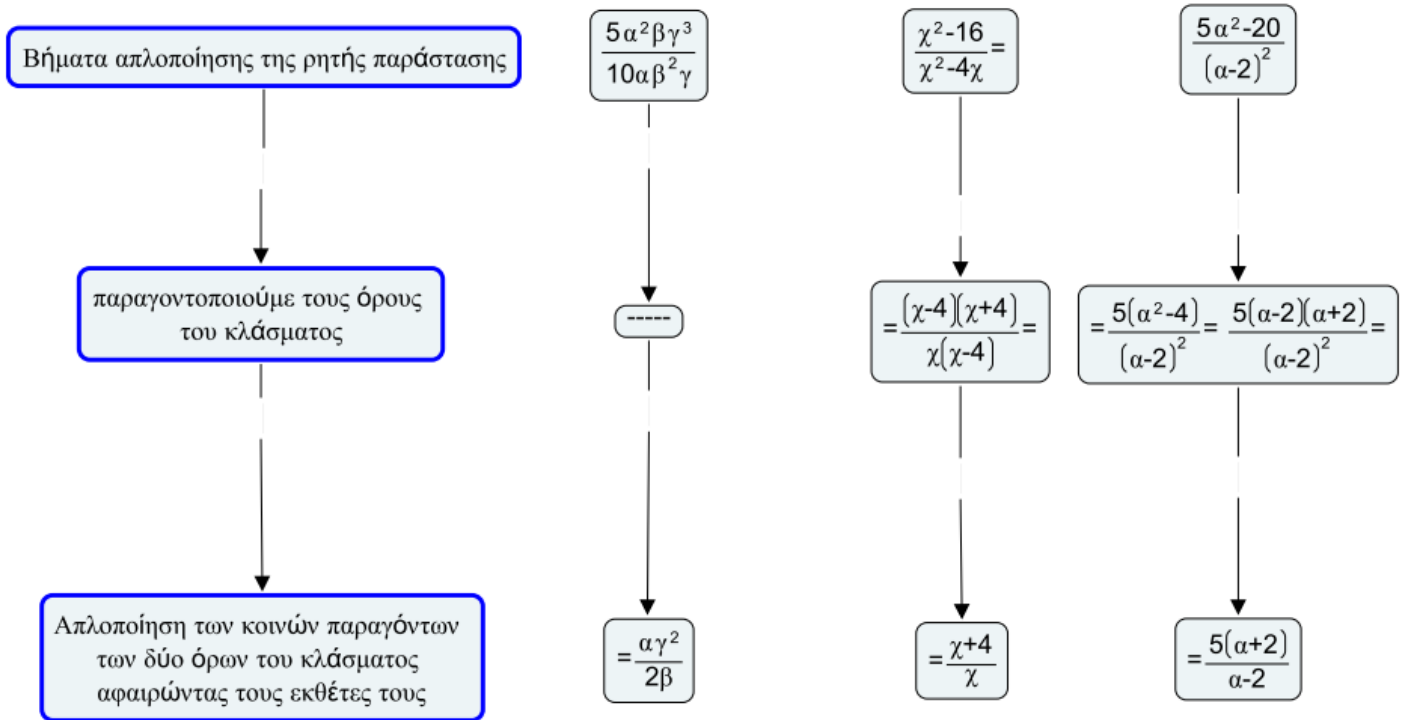 Βήματα απλοποίησης της ρητής παράστασης
5α²βγ³
10αβ²γ
χ²-16
χ²-4χ
=
5α²-20
(α-2)²
παραγοντοποιούμε τους όρους
του κλάσματος
-----
=(χ-4)(χ+4)
χ(χ-4)
=
=5(α²-4)
(α-2)²
=
5(α-2)(α+2)
(α-2)²
=
Απλοποίηση των κοινών παραγόντων
των δύο όρων του κλάσματος
αφαιρώντας τους εκθέτες τους
=αγ²
2β
=χ+4
χ
=5(α+2)
α-2